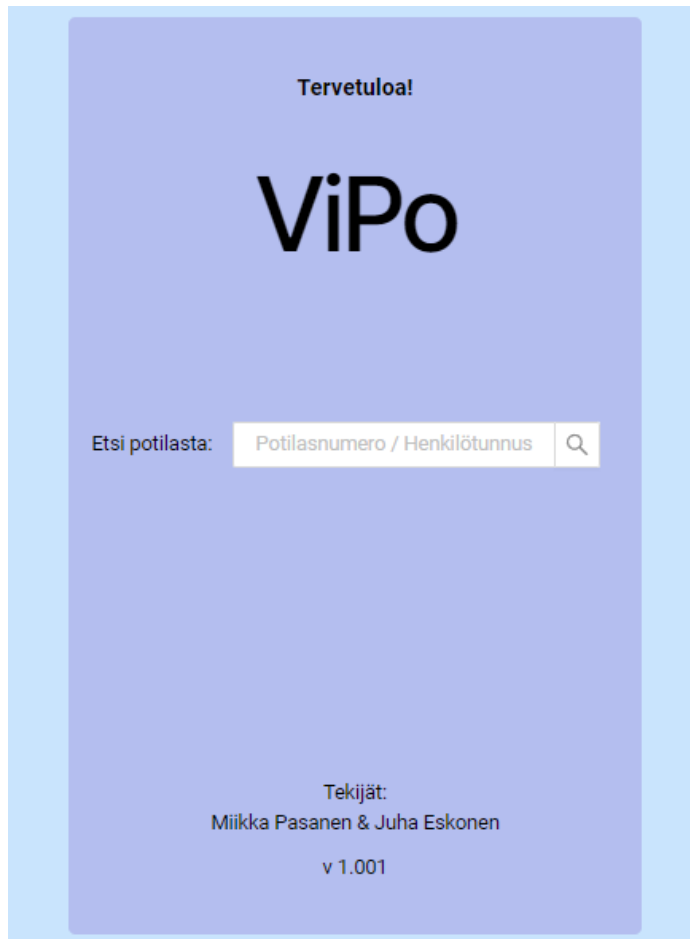 Tervetuloa!
ViPo
Etsi potilasta: Potilasnumero / Henkilötunnus
Tekijät:
Miikka Pasanen & Juha Eskonen
v 1.001